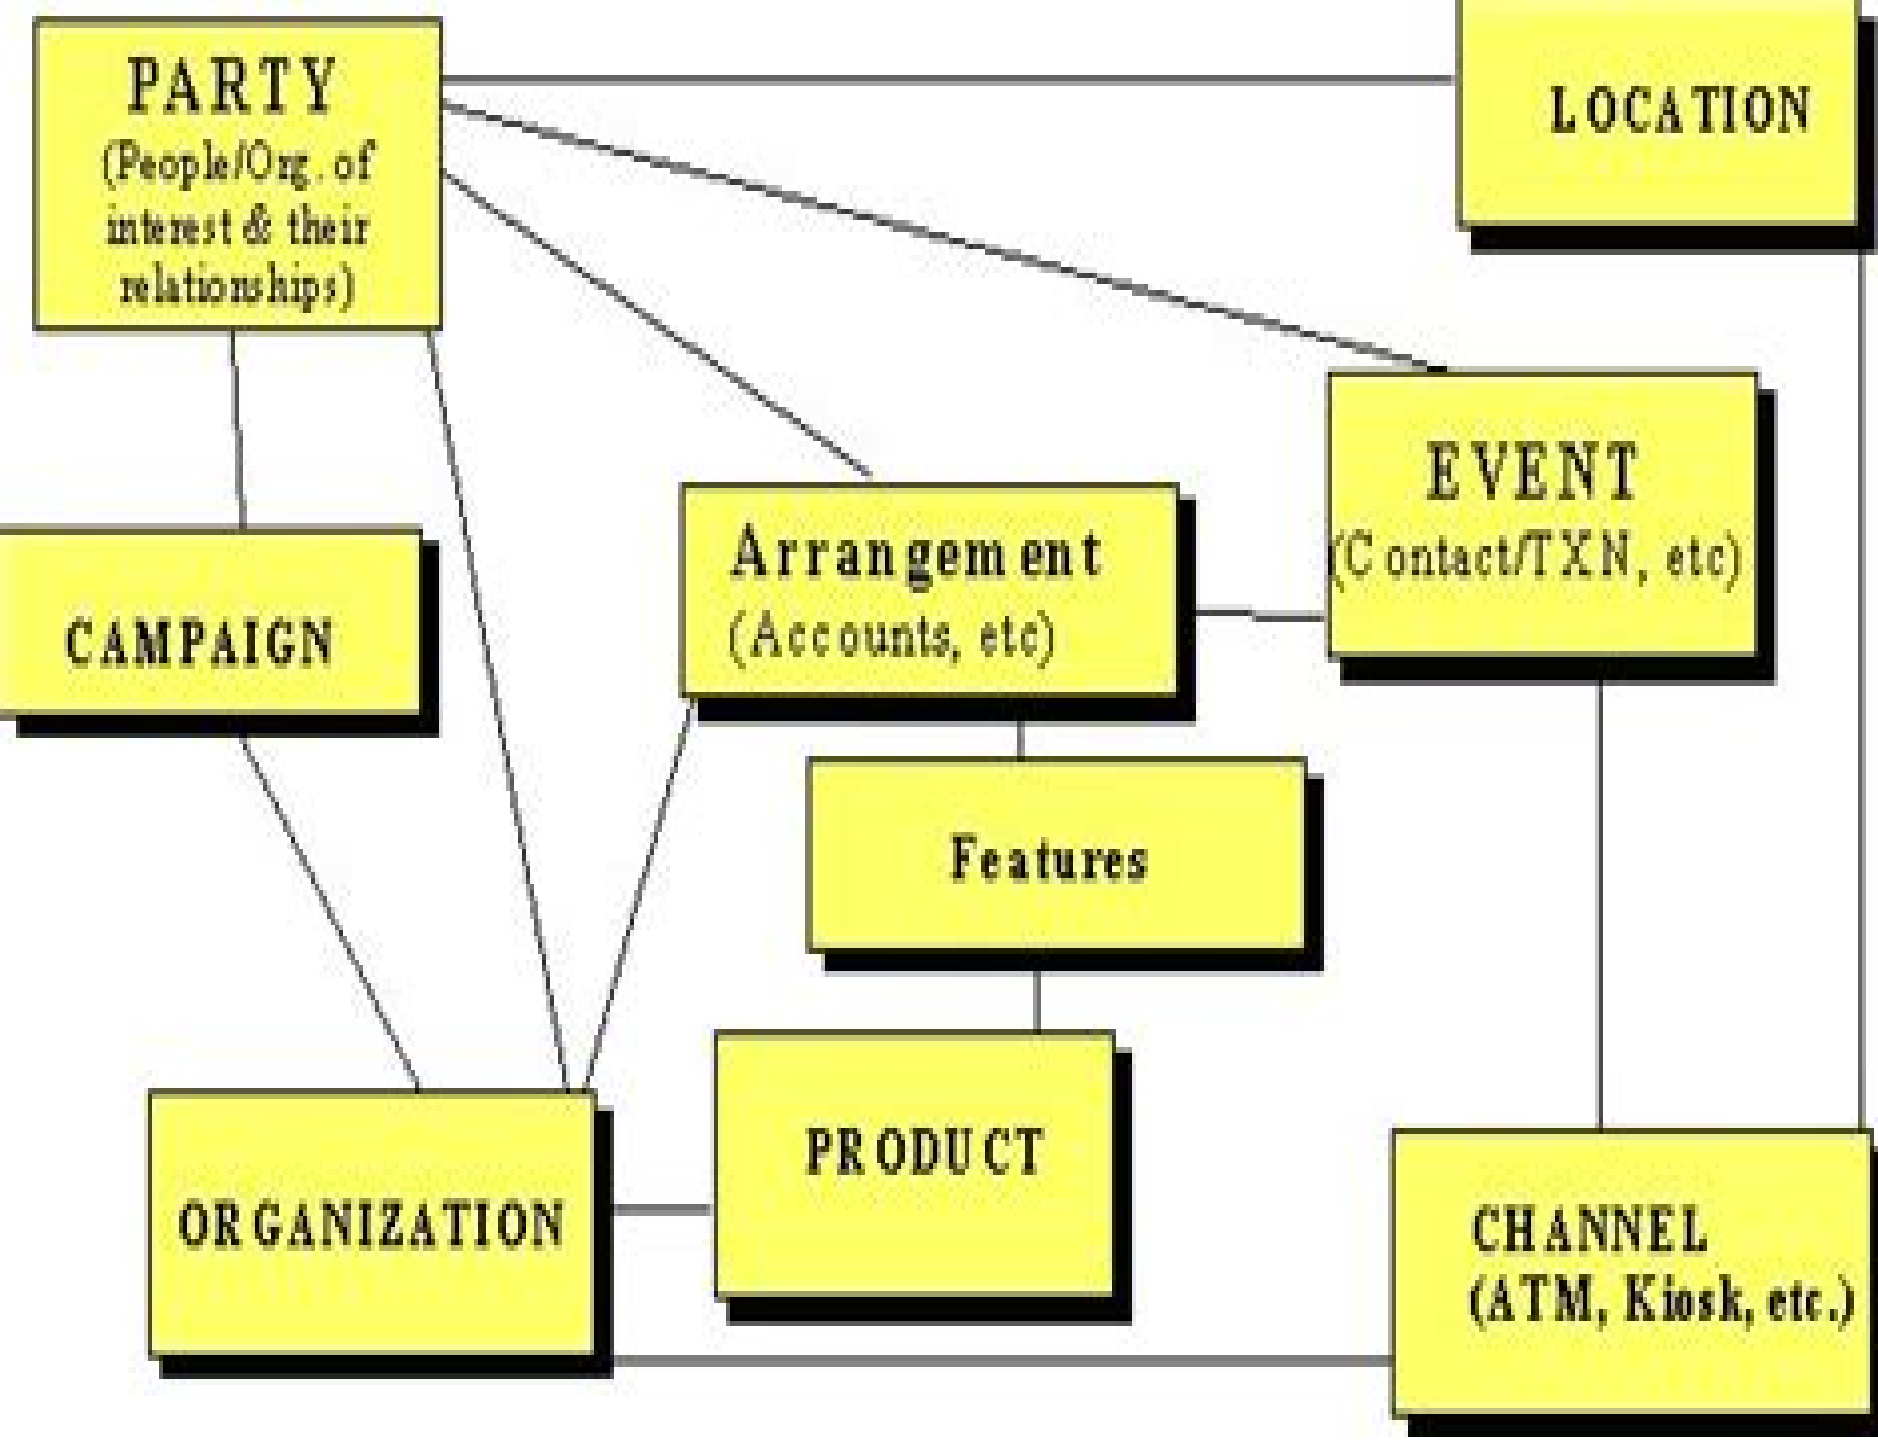 PARTY
(People/Org. of
interest & their
relationships)
LOCATION
EVENT
(Contact/TXN, etc)
Arrangement
(Accounts, etc)
CAMPAIGN
Features
PRODUCT
ORGANIZATION
CHANNEL
(ATM, Kiosk, etc.)